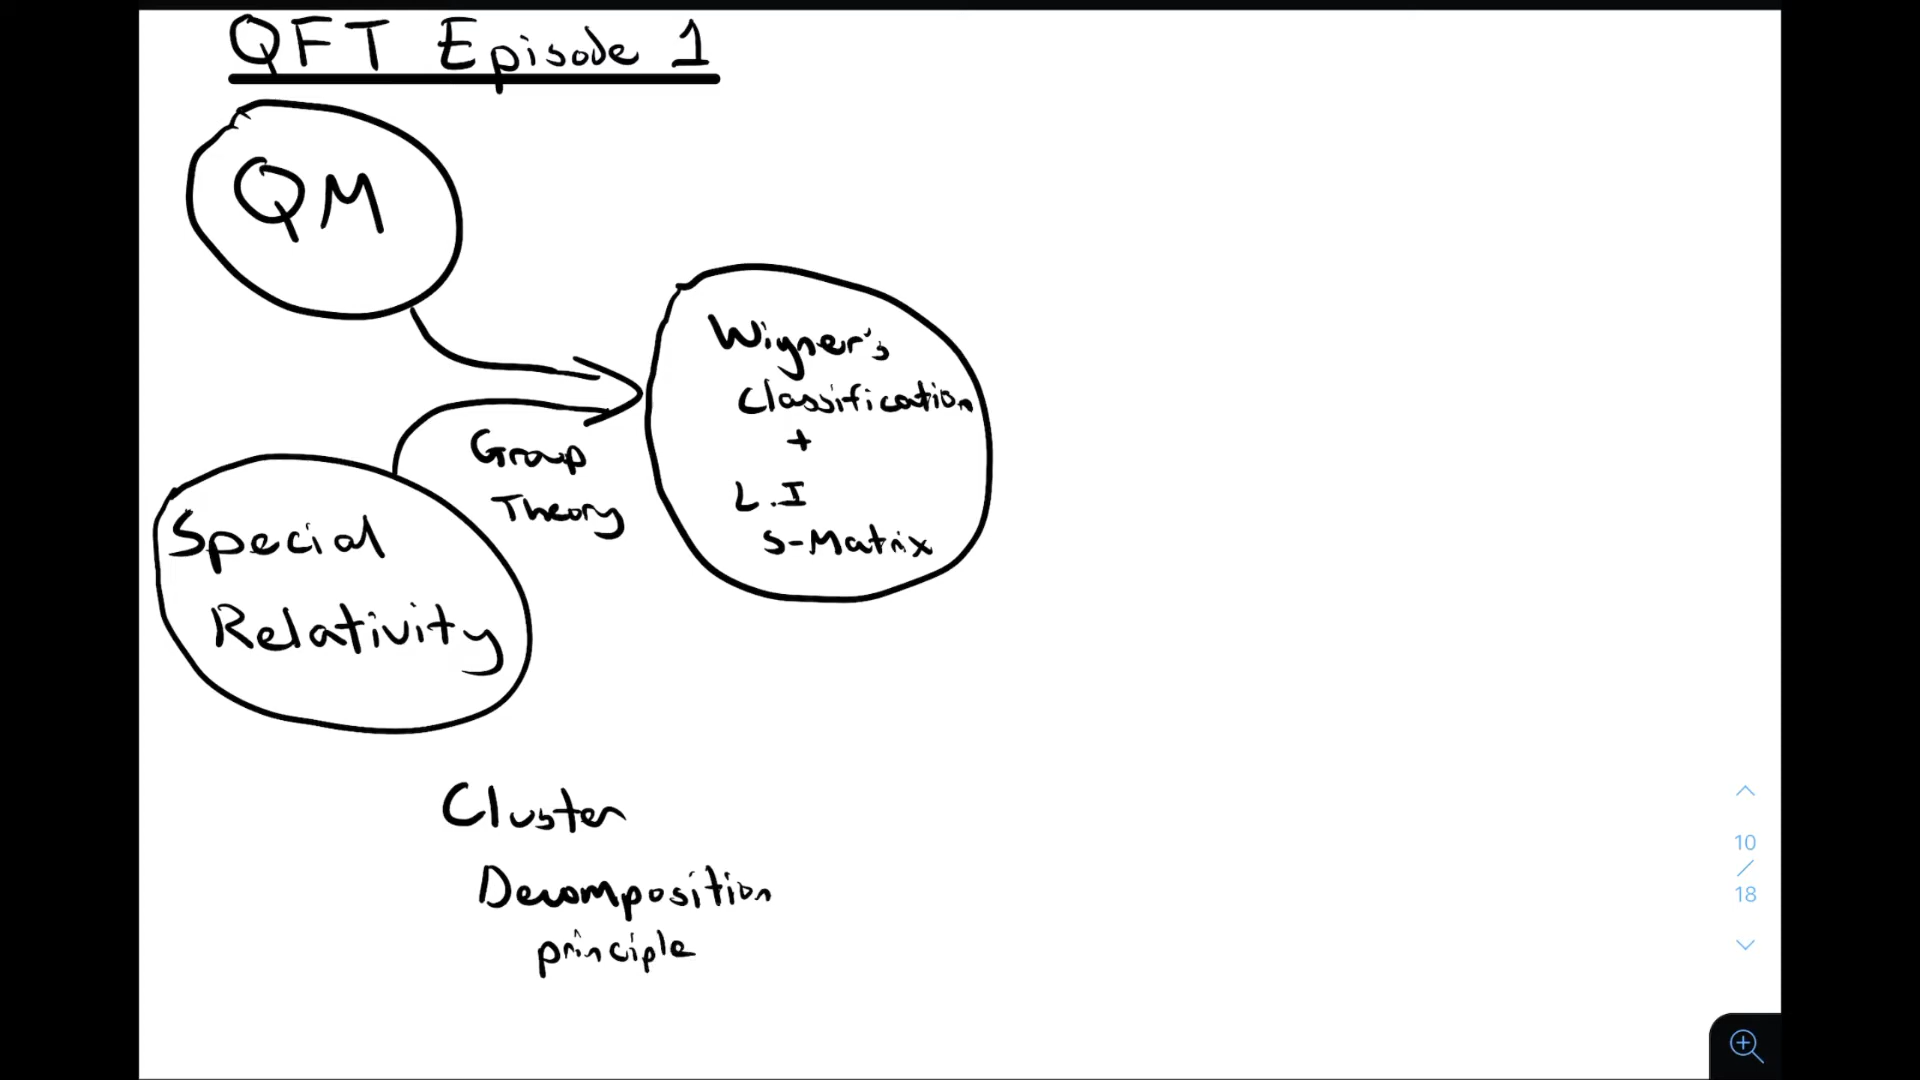 QFT Episode 1
QM
Wigner's
Classification
+
L.I
S-Matrix
Group
Theory
Special
Relativity
Cluster
Decomposition
principle
10
/
18